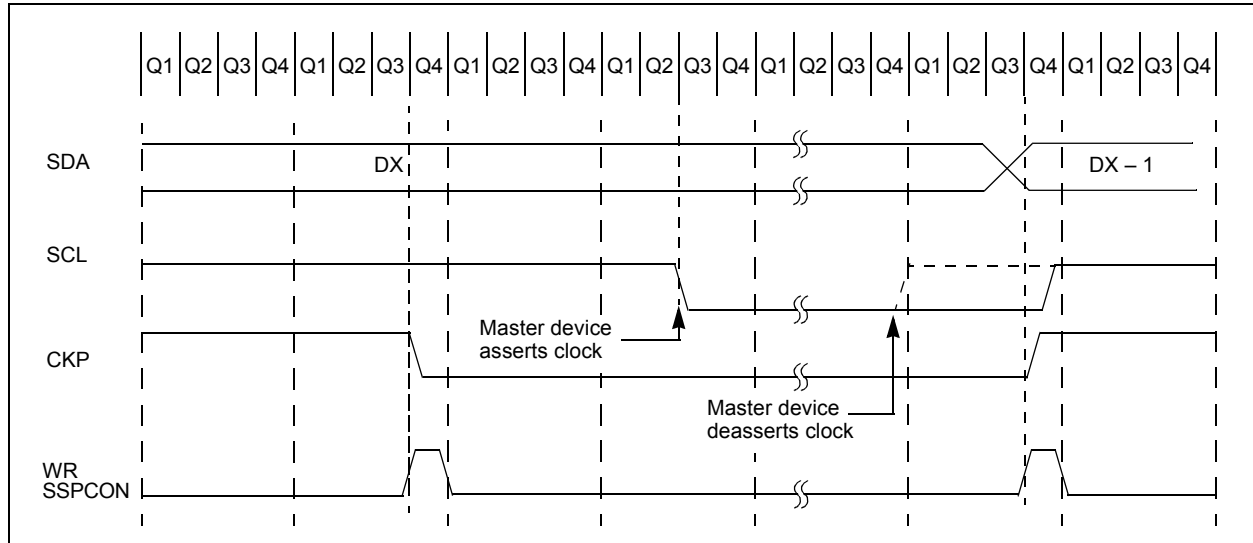 Q1 Q2 Q3 Q4 Q1 Q2 Q3 Q4 Q1 Q2 Q3 Q4 Q1 Q2 Q3 Q4 Q1 Q2 Q3 Q4 Q1 Q2 Q3 Q4 Q1 Q2 Q3 Q4
SDA
DX
DX – 1
SCL
Master device
asserts clock
CKP
Master device
deasserts clock
WR
SSPCON